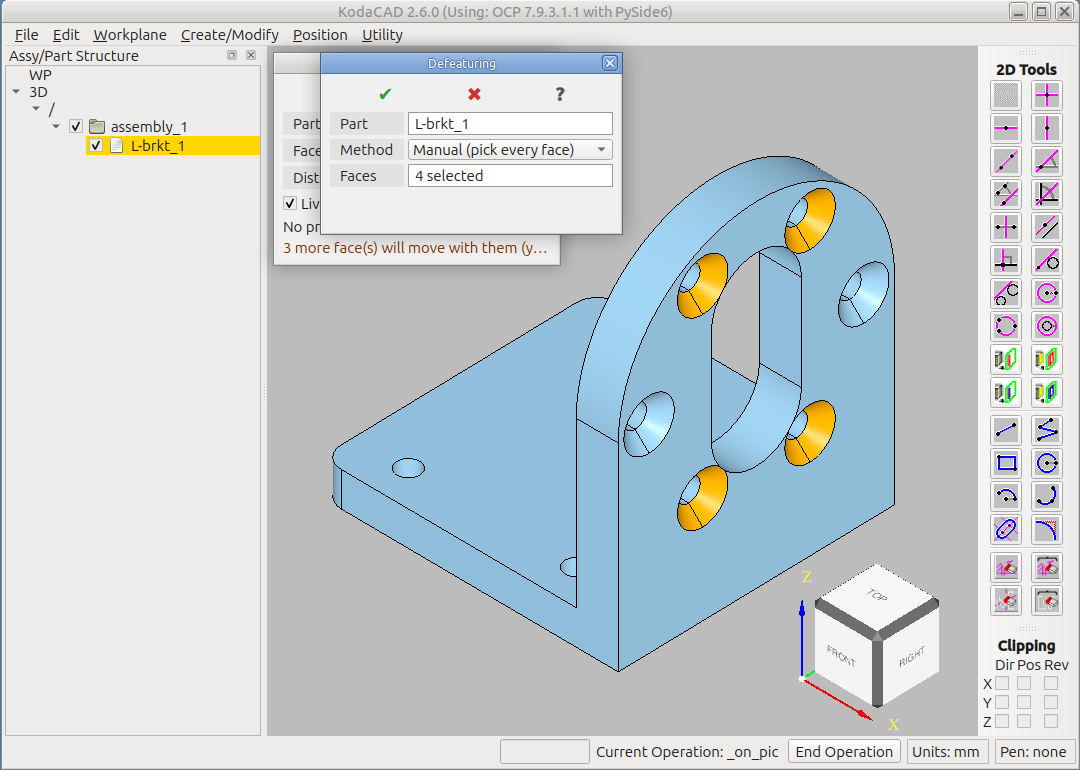 KodaCAD 2.6.0 (Using: OCP 7.9.3.1.1 with PySide6)
File Edit Workplane Create/Modify Position Utility
Assy/Part Structure
WP
3D
/
assembly_1
L-brkt_1
Defeaturing
?
Part L-brkt_1
Method Manual (pick every face)
Faces 4 selected
Part
Face
Dist
Liv
No pr
3 more face(s) will move with them (y…
2D Tools
Z
TOP
FRONT
RIGHT
X
Clipping
Dir Pos Rev
X
Y
Z
Current Operation: _on_pic End Operation Units: mm Pen: none